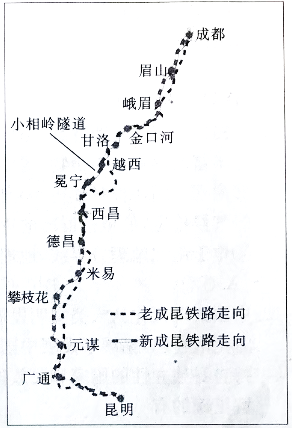 成都
眉山
峨眉
小相岭隧道
甘洛
金口河
越西
冕宁
西昌
德昌
米易
攀枝花
老成昆铁路走向
新成昆铁路走向
元谋
广通
昆明